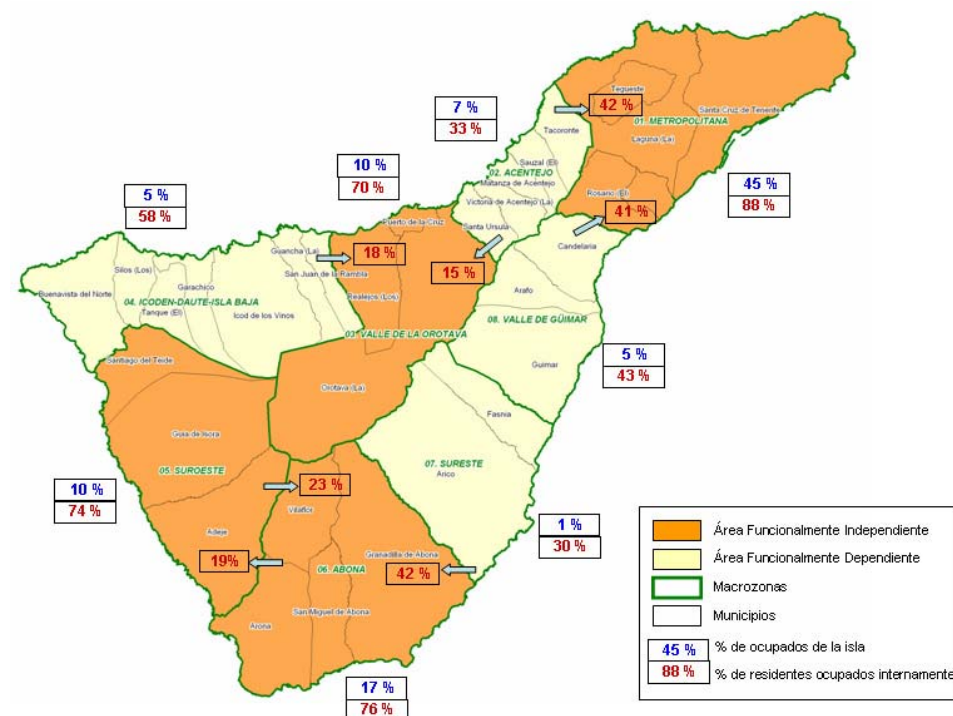 7 %
33 %
42 %
Tegueste
Santa Cruz de Tenerife
01. METROPOLITANA
Laguna (La)
Tacoronte
10 %
70 %
Sauzal (El)
02. ACENTEJO
Matanza de Acentejo
Victoria de Acentejo (La)
Rosario (El)
41 %
45 %
88 %
5 %
58 %
Puerto de la Cruz
Santa Ursula
Candelaria
Guancha (La)
18 %
15 %
Silos (Los)
San Juan de la Rambla
Buenavista del Norte
Garachico
Realejos (Los)
Arafo
04. ICODEN-DAUTE-ISLA BAJA
Tanque (El)
Icod de los Vinos
08. VALLE DE GÜIMAR
03. VALLE DE LA OROTAVA
Santiago del Teide
5 %
43 %
Guimar
Orotava (La)
Fasnia
Guia de Isora
07. SURESTE
05. SUROESTE
Arico
23 %
10 %
74 %
Vilaflor
1 %
30 %
Adeje
19%
Granadilla de Abona
42 %
06. ABONA
San Miguel de Abona
Arona
17 %
76 %
Área Funcionalmente Independiente
Área Funcionalmente Dependiente
Macrozonas
Municipios
45 %
% de ocupados de la isla
88 %
% de residentes ocupados internamente